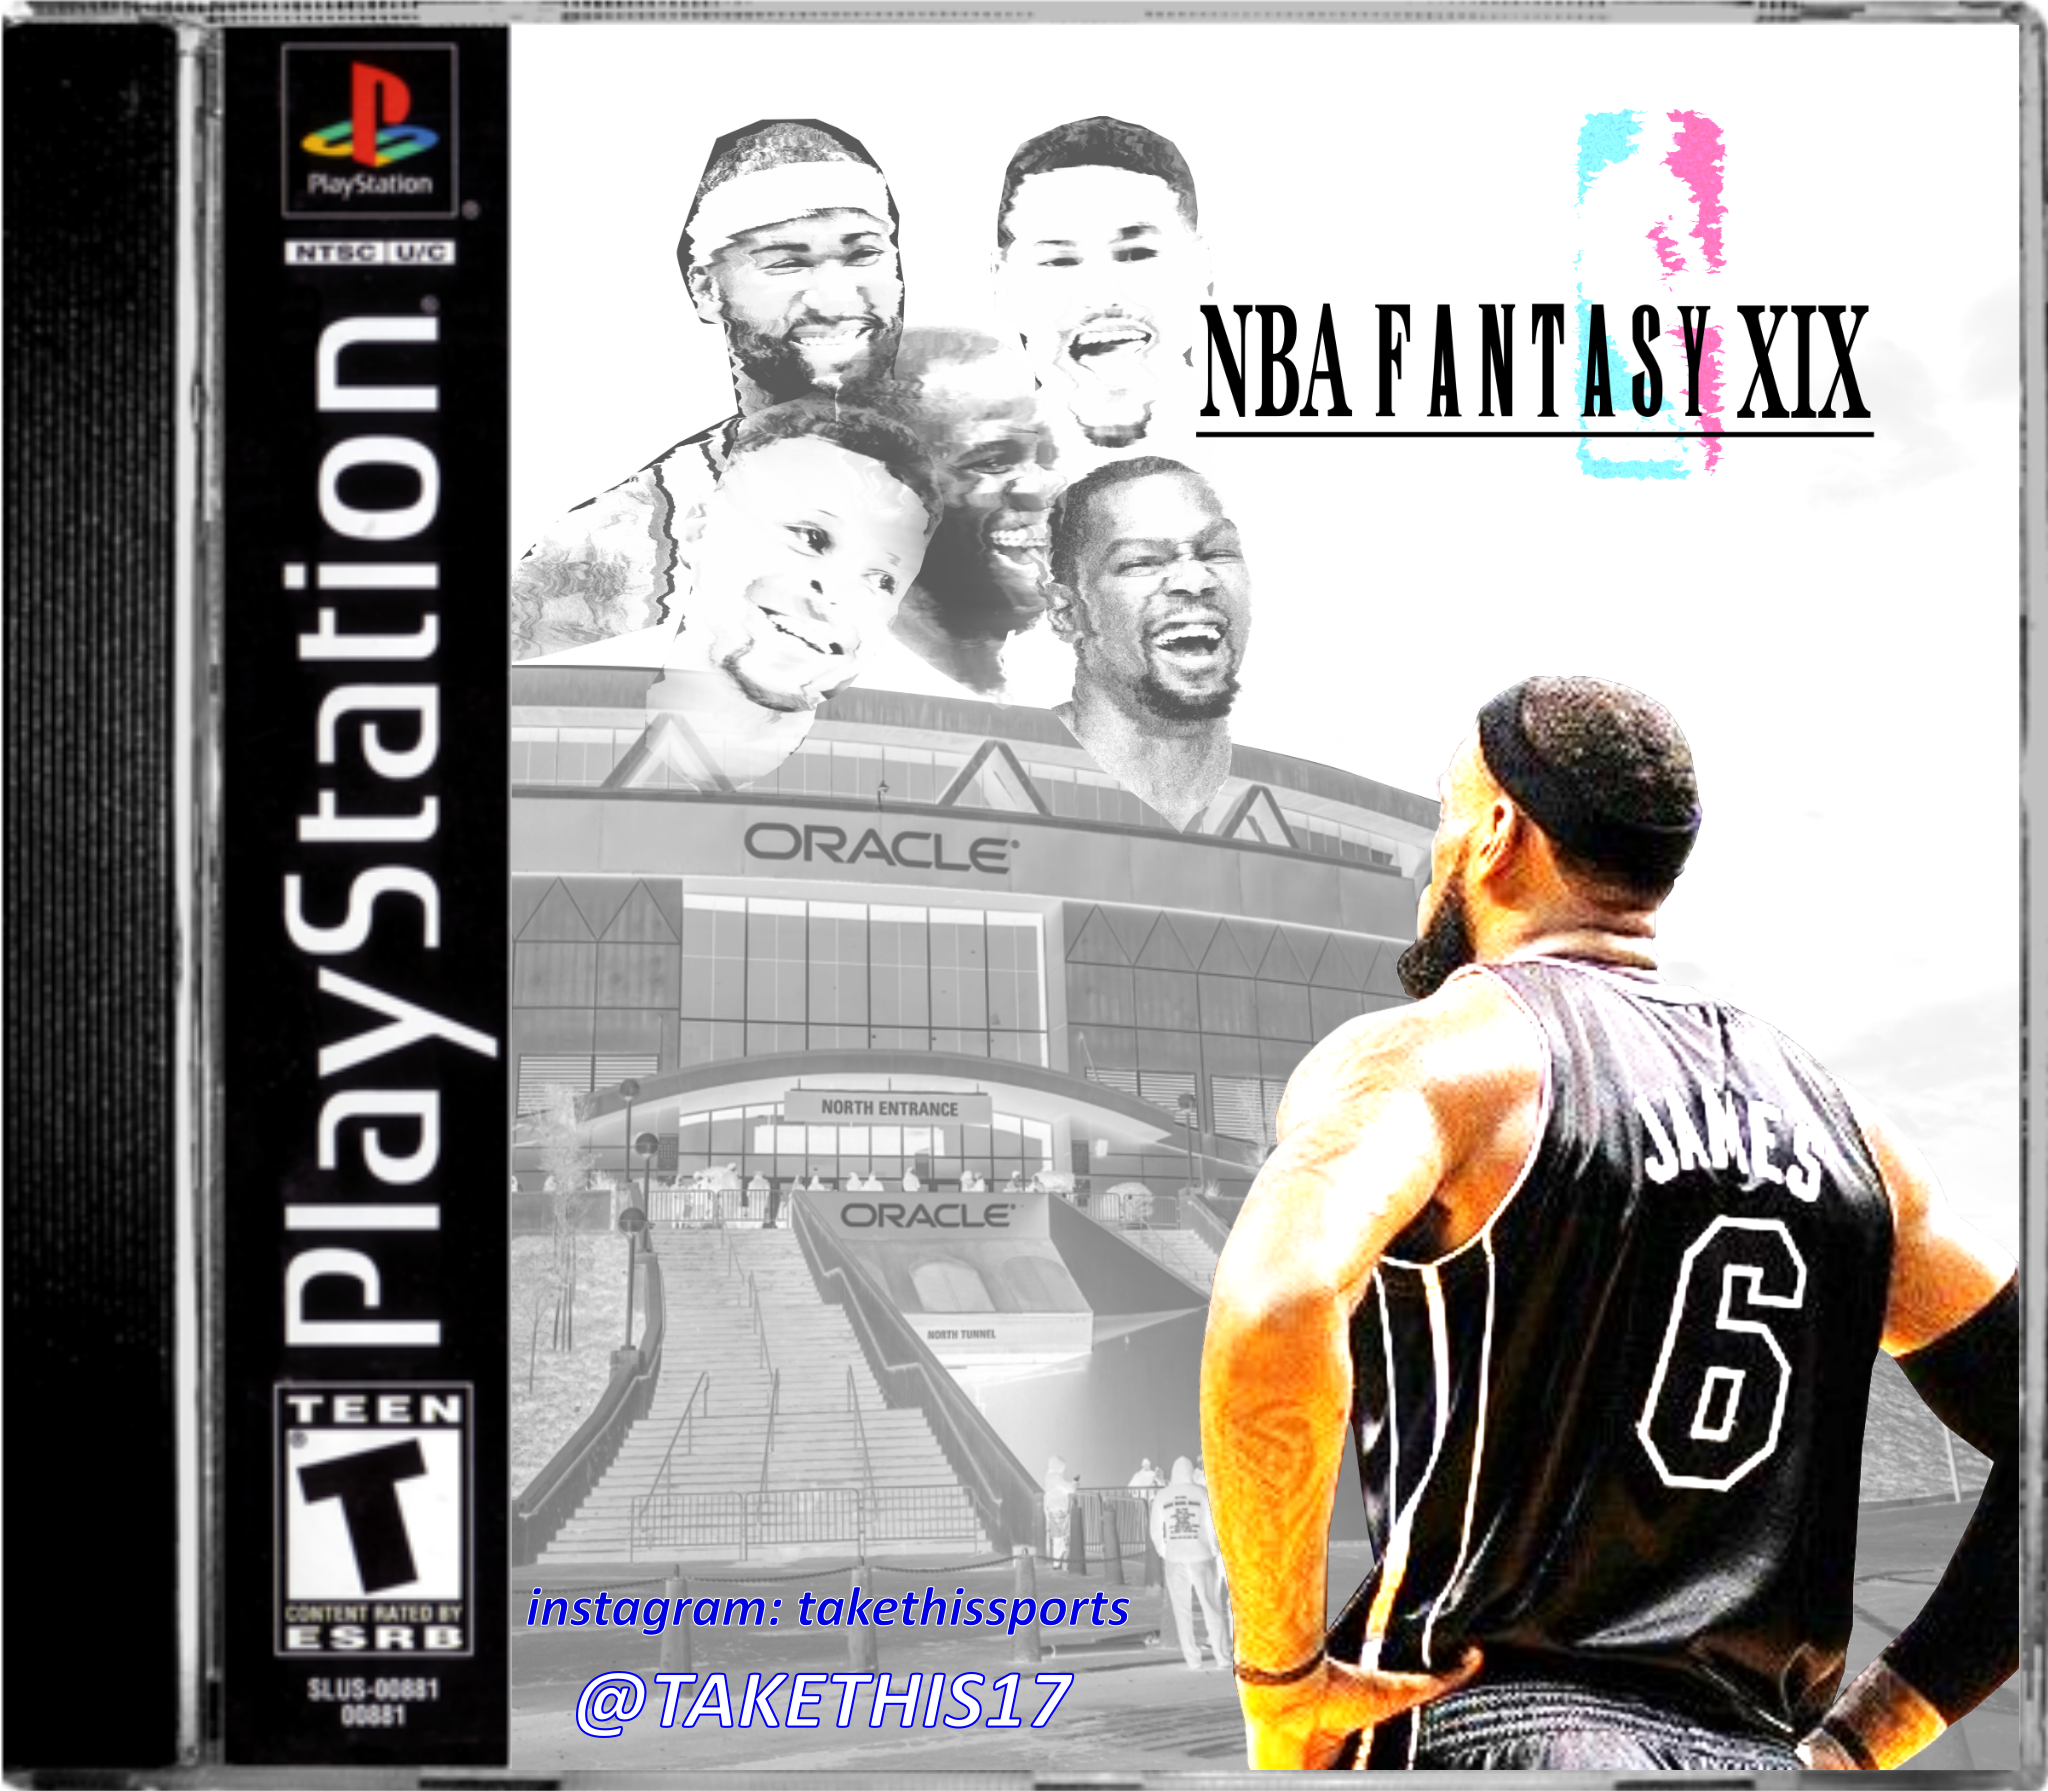 PlayStation
®
NTSC U/C
PlayStation®
TEEN
T
®
CONTENT RATED BY
ESRB
SLUS-00881
00881
NBA FANTASY XIX
ORACLE
NORTH ENTRANCE
ORACLE
NORTH TUNNEL
JAMES
6
instagram: takethissports
@TAKETHIS17